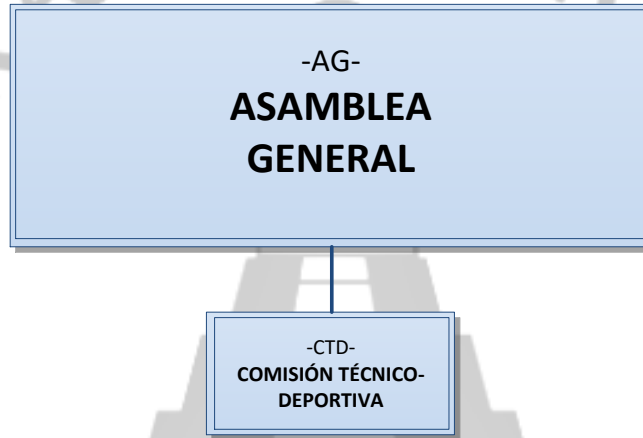 -AG-
ASAMBLEA
GENERAL
-CTD-
COMISIÓN TÉCNICO-
DEPORTIVA